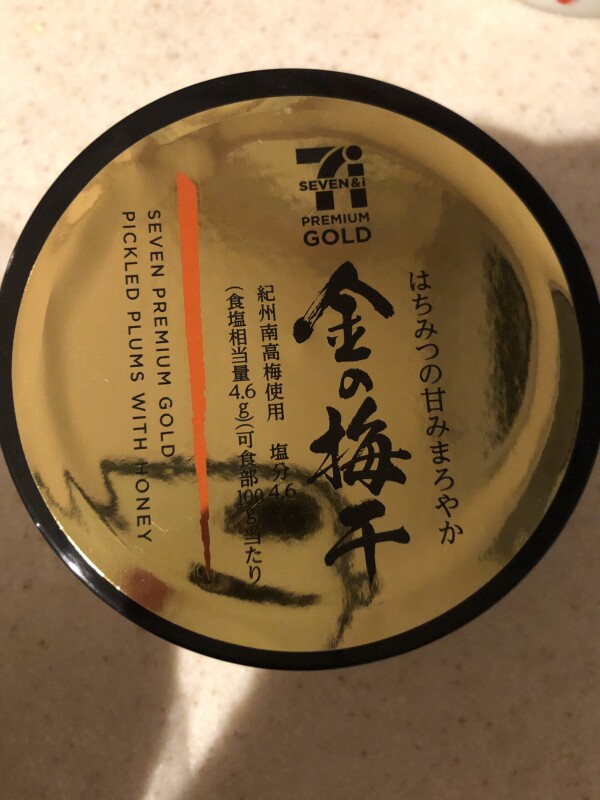 SEVEN&i
PREMIUM
GOLD
はちみつの甘みまろやか
金の梅干
紀州南高梅使用 塩分4.6
(食塩相当量4.6g)(可食部100g当たり
SEVEN PREMIUM GOLD
PICKLED PLUMS WITH HONEY